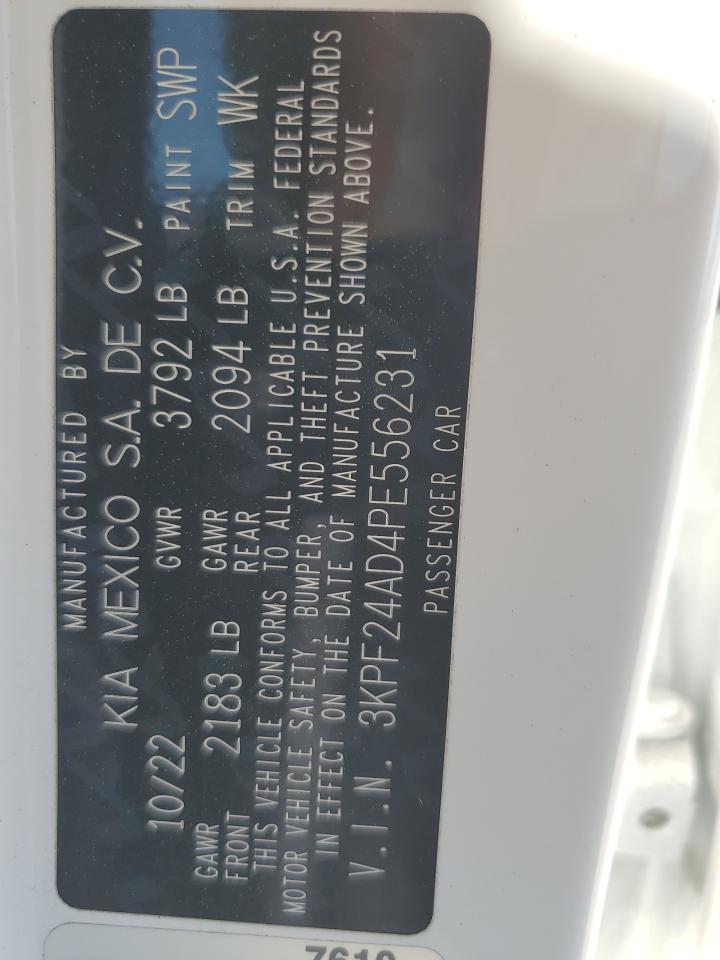 MANUFACTURED BY
KIA MEXICO S.A. DE C.V.
10/22 GVWR 3792 LB PAINT SWP
GAWR FRONT 2183 LB GAWR REAR 2094 LB TRIM WK
THIS VEHICLE CONFORMS TO ALL APPLICABLE U.S.A. FEDERAL
MOTOR VEHICLE SAFETY, BUMPER, AND THEFT PREVENTION STANDARDS
IN EFFECT ON THE DATE OF MANUFACTURE SHOWN ABOVE.
V.I.N. 3KPF24AD4PE556231
PASSENGER CAR